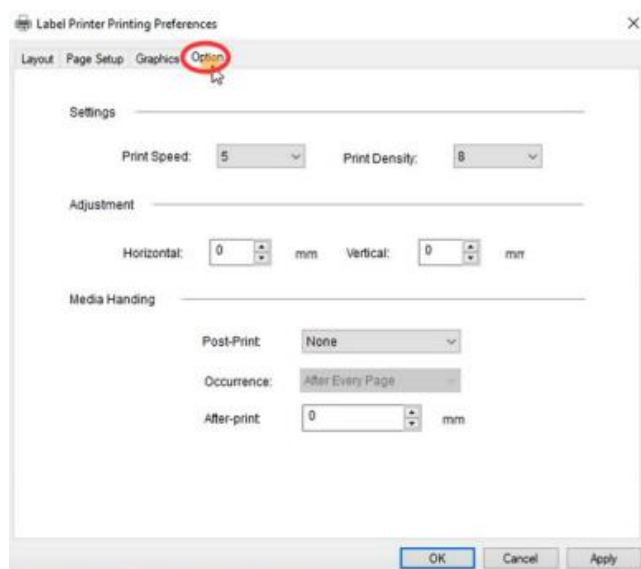 Label Printer Printing Preferences
Layout Page Setup Graphics Option
Settings
Print Speed: 5 Print Density: 8
Adjustment
Horizontal: 0 mm Vertical: 0 mm
Media Handing
Post-Print: None
Occurrence: After Every Page
After-print: 0 mm
OK Cancel Apply